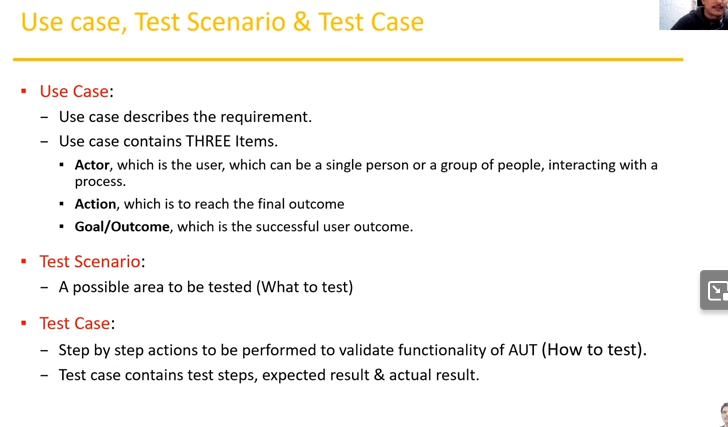 Use case, Test Scenario & Test Case
▪ Use Case:
– Use case describes the requirement.
– Use case contains THREE Items.
▪ Actor, which is the user, which can be a single person or a group of people, interacting with a
process.
▪ Action, which is to reach the final outcome
▪ Goal/Outcome, which is the successful user outcome.
▪ Test Scenario:
– A possible area to be tested (What to test)
▪ Test Case:
– Step by step actions to be performed to validate functionality of AUT (How to test).
– Test case contains test steps, expected result & actual result.